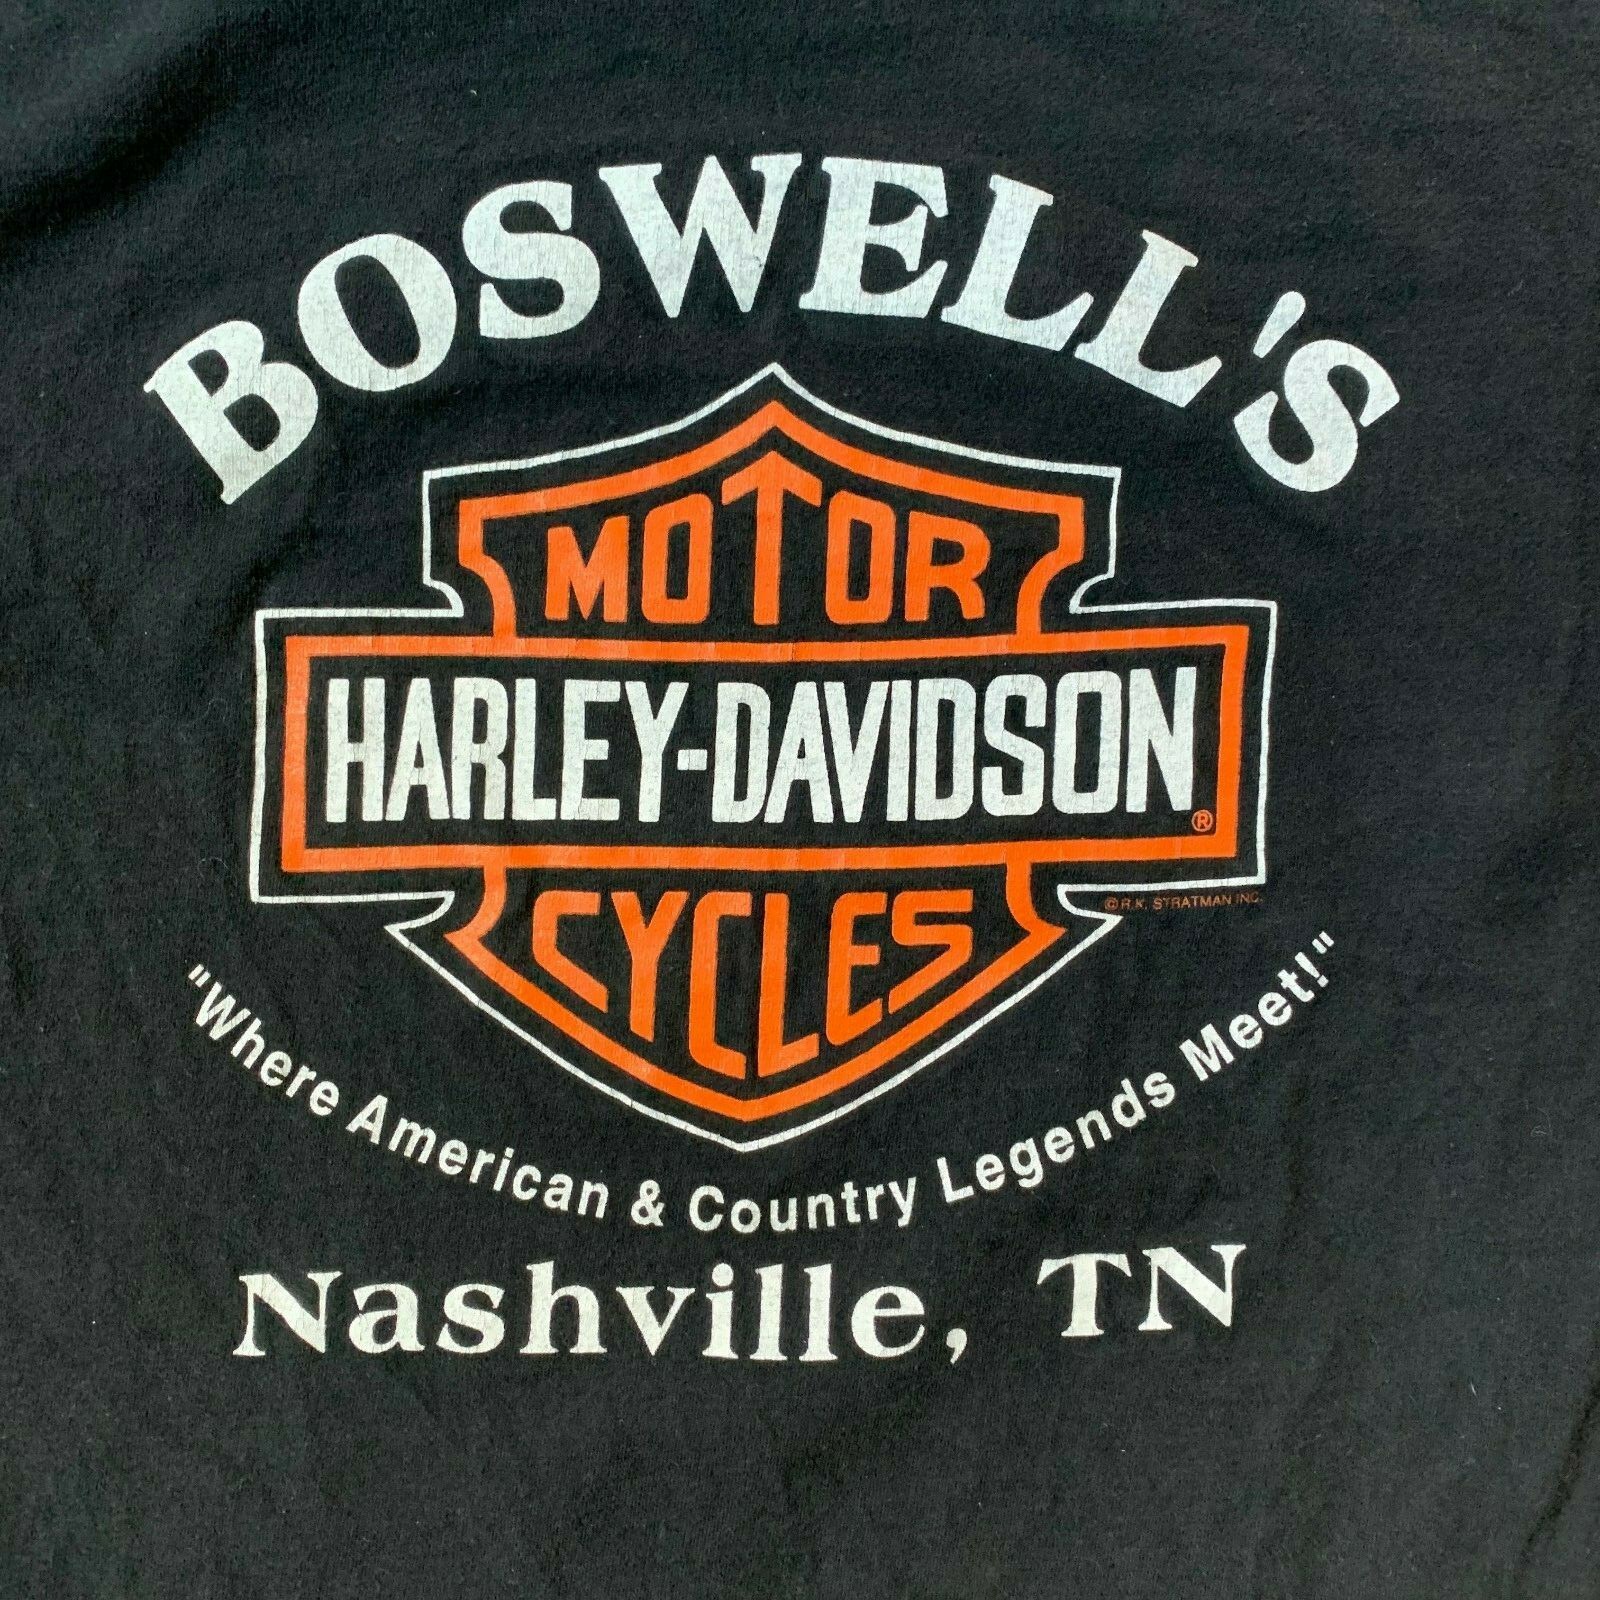 BOSWELL'S
MOTOR
HARLEY-DAVIDSON®
CYCLES
© R.K. STRATMAN INC.
"Where American & Country Legends Meet!"
Nashville, TN